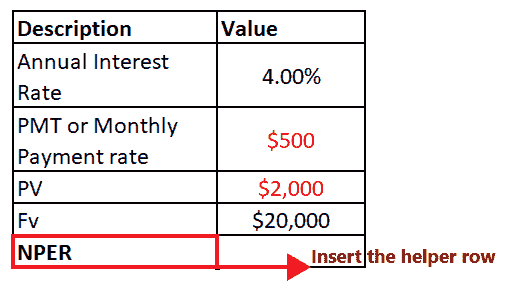 Description Value
Annual Interest
Rate
4.00%
PMT or Monthly
Payment rate
$500
PV $2,000
Fv $20,000
NPER
Insert the helper row